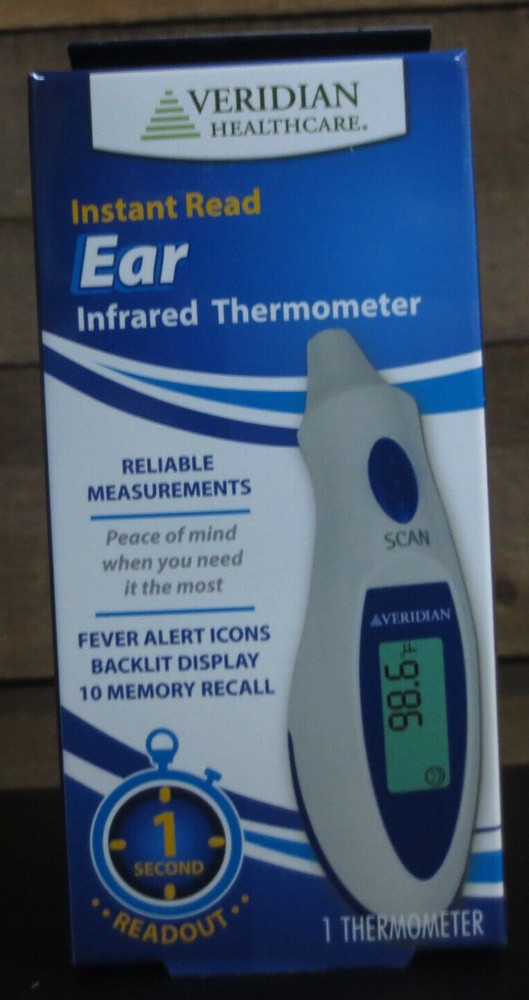 VERIDIAN
HEALTHCARE®
Instant Read
Ear
Infrared Thermometer
RELIABLE
MEASUREMENTS
Peace of mind
when you need
it the most
FEVER ALERT ICONS
BACKLIT DISPLAY
10 MEMORY RECALL
SCAN
VERIDIAN
98.6°F
1
SECOND
READOUT
1 THERMOMETER